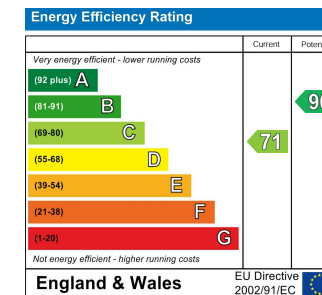 Energy Efficiency Rating
Current
Very energy efficient - lower running costs
(92 plus) A
(81-91) B
(69-80) C
71
(55-68) D
(39-54) E
(21-38) F
(1-20) G
Not energy efficient - higher running costs
England & Wales
EU Directive
2002/91/EC